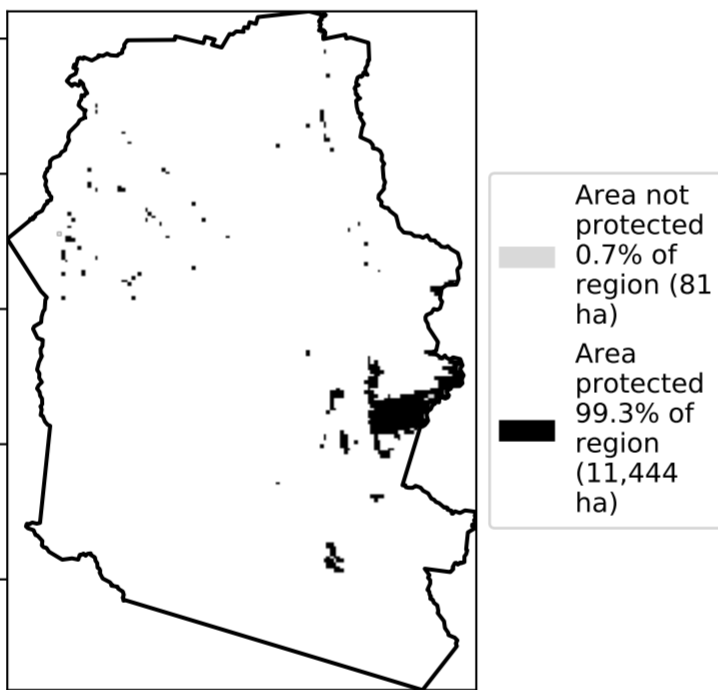 Area not
protected
0.7% of
region (81
ha)
Area
protected
99.3% of
region
(11,444
ha)